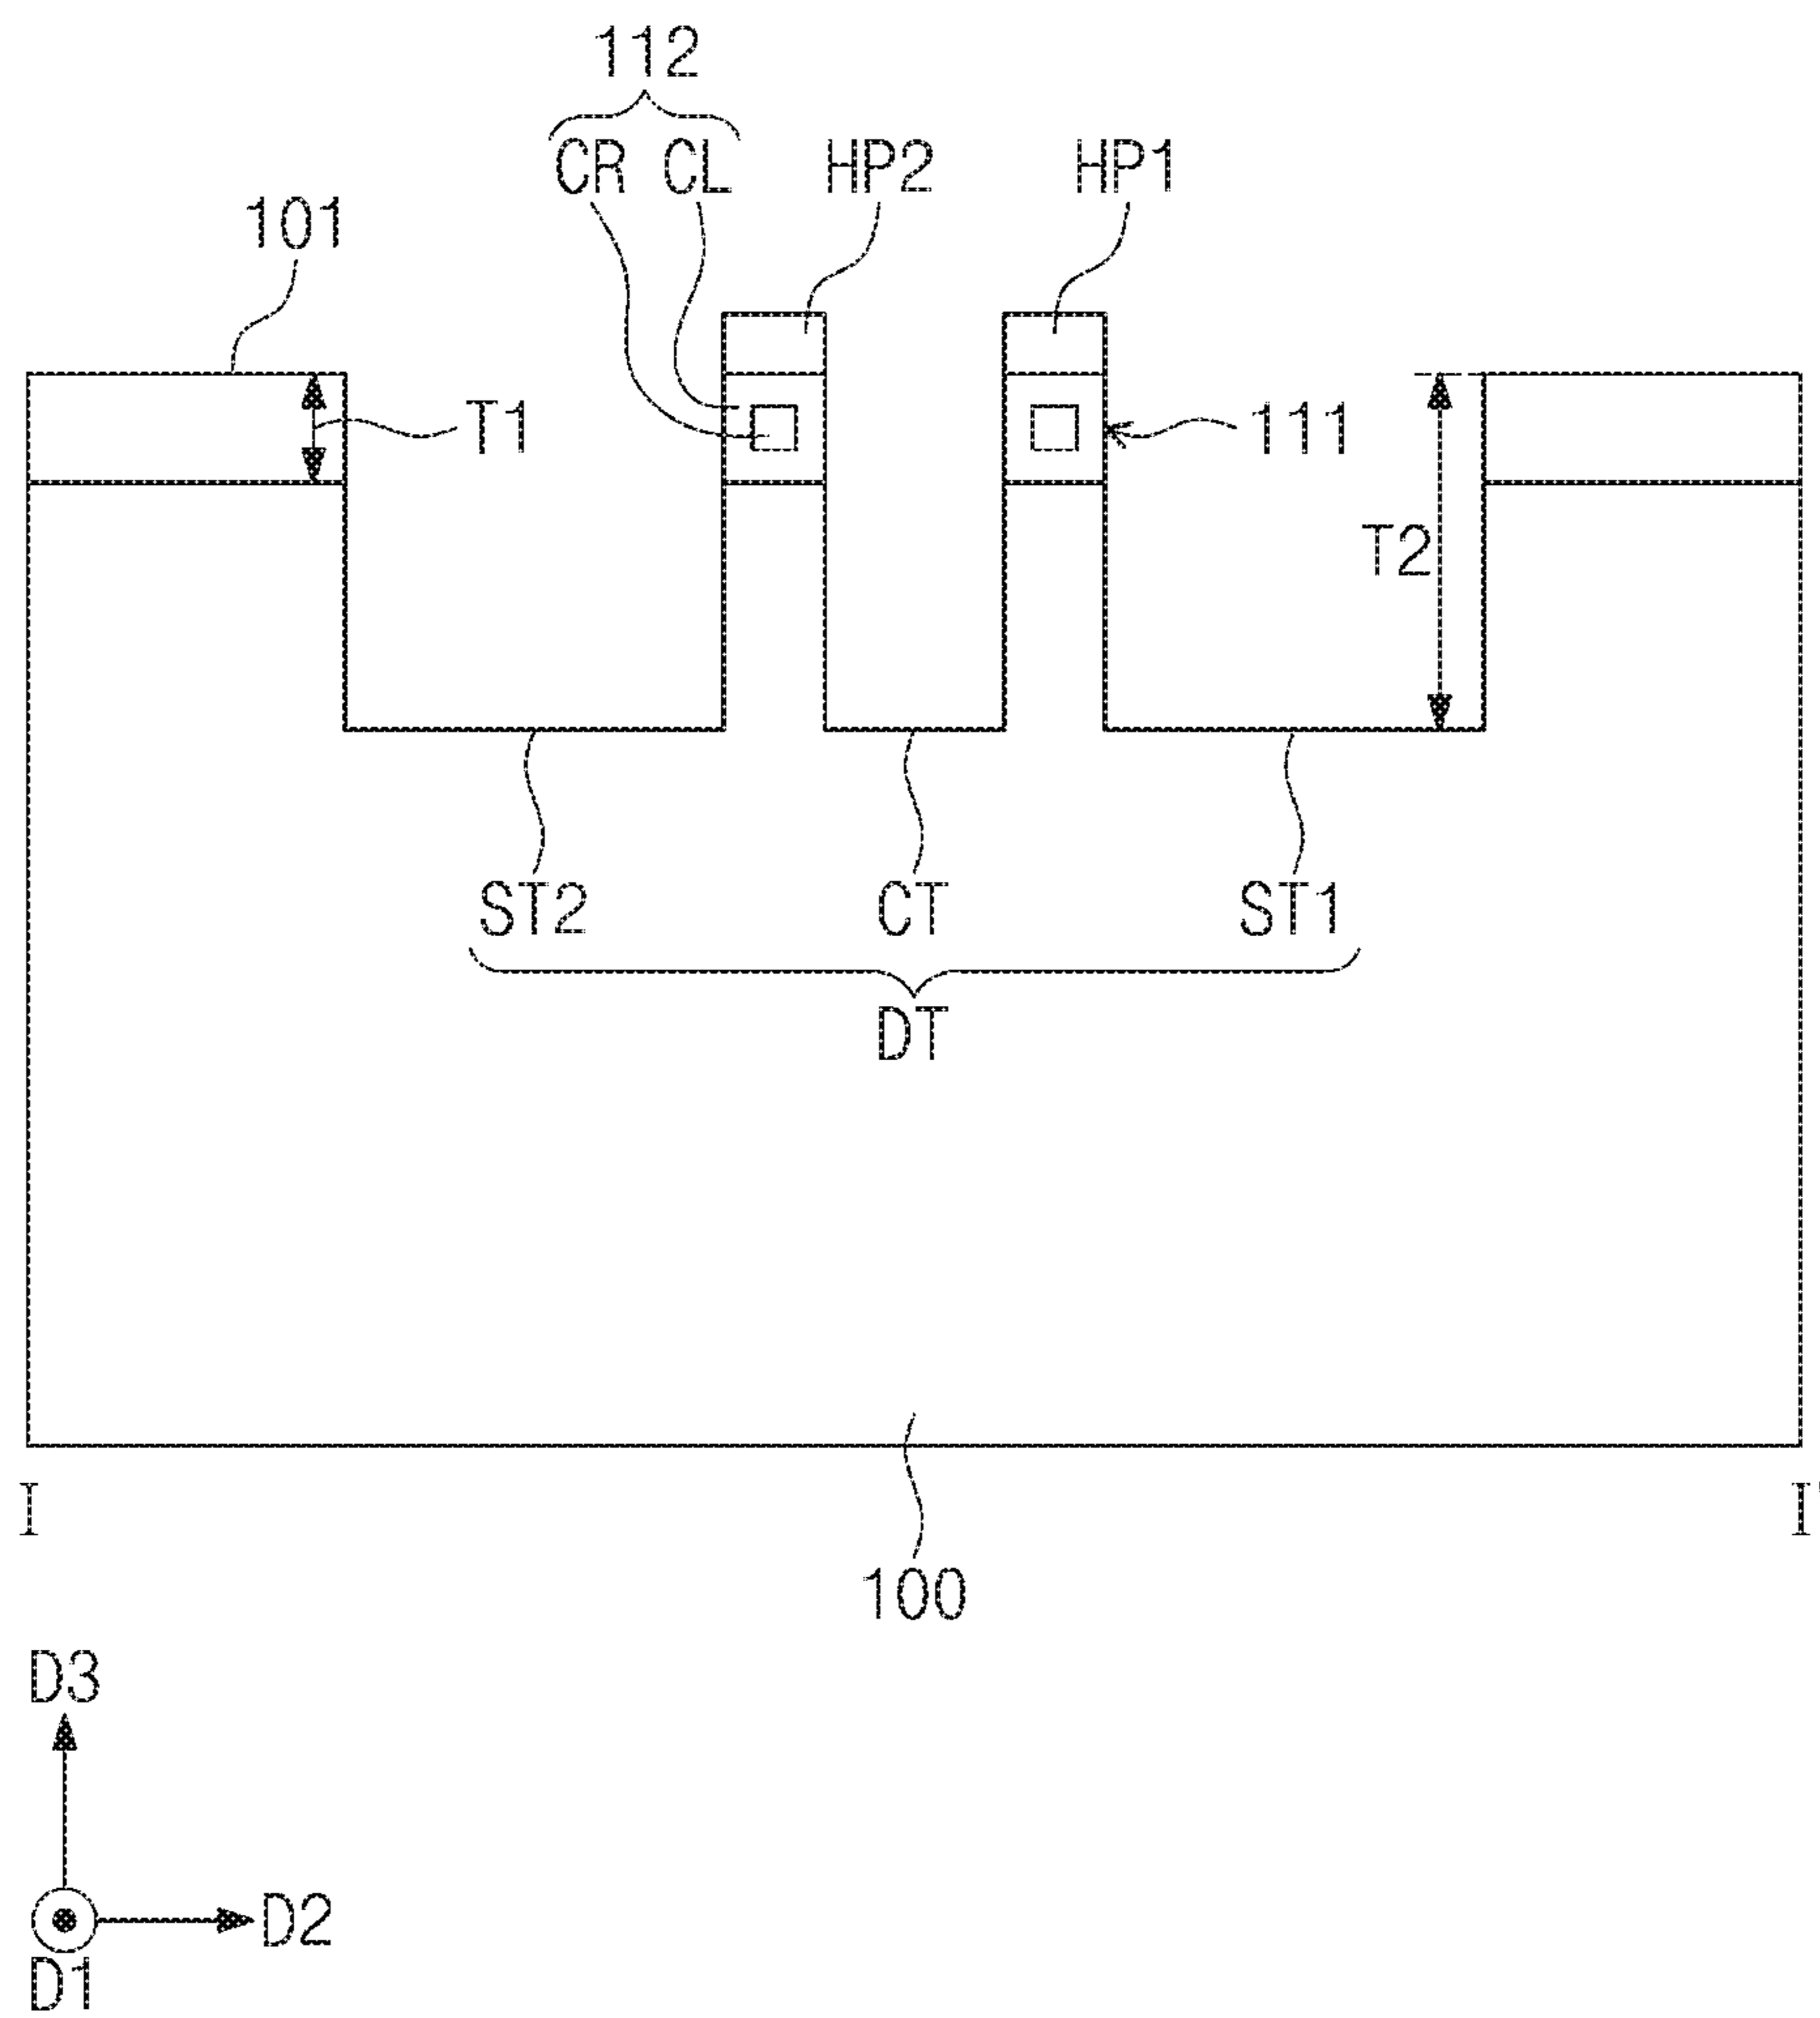 112
CR CL HP2 HP1
101
T1 111
T2
ST2 CT ST1
DT
I I'
100
D3
D2
D1